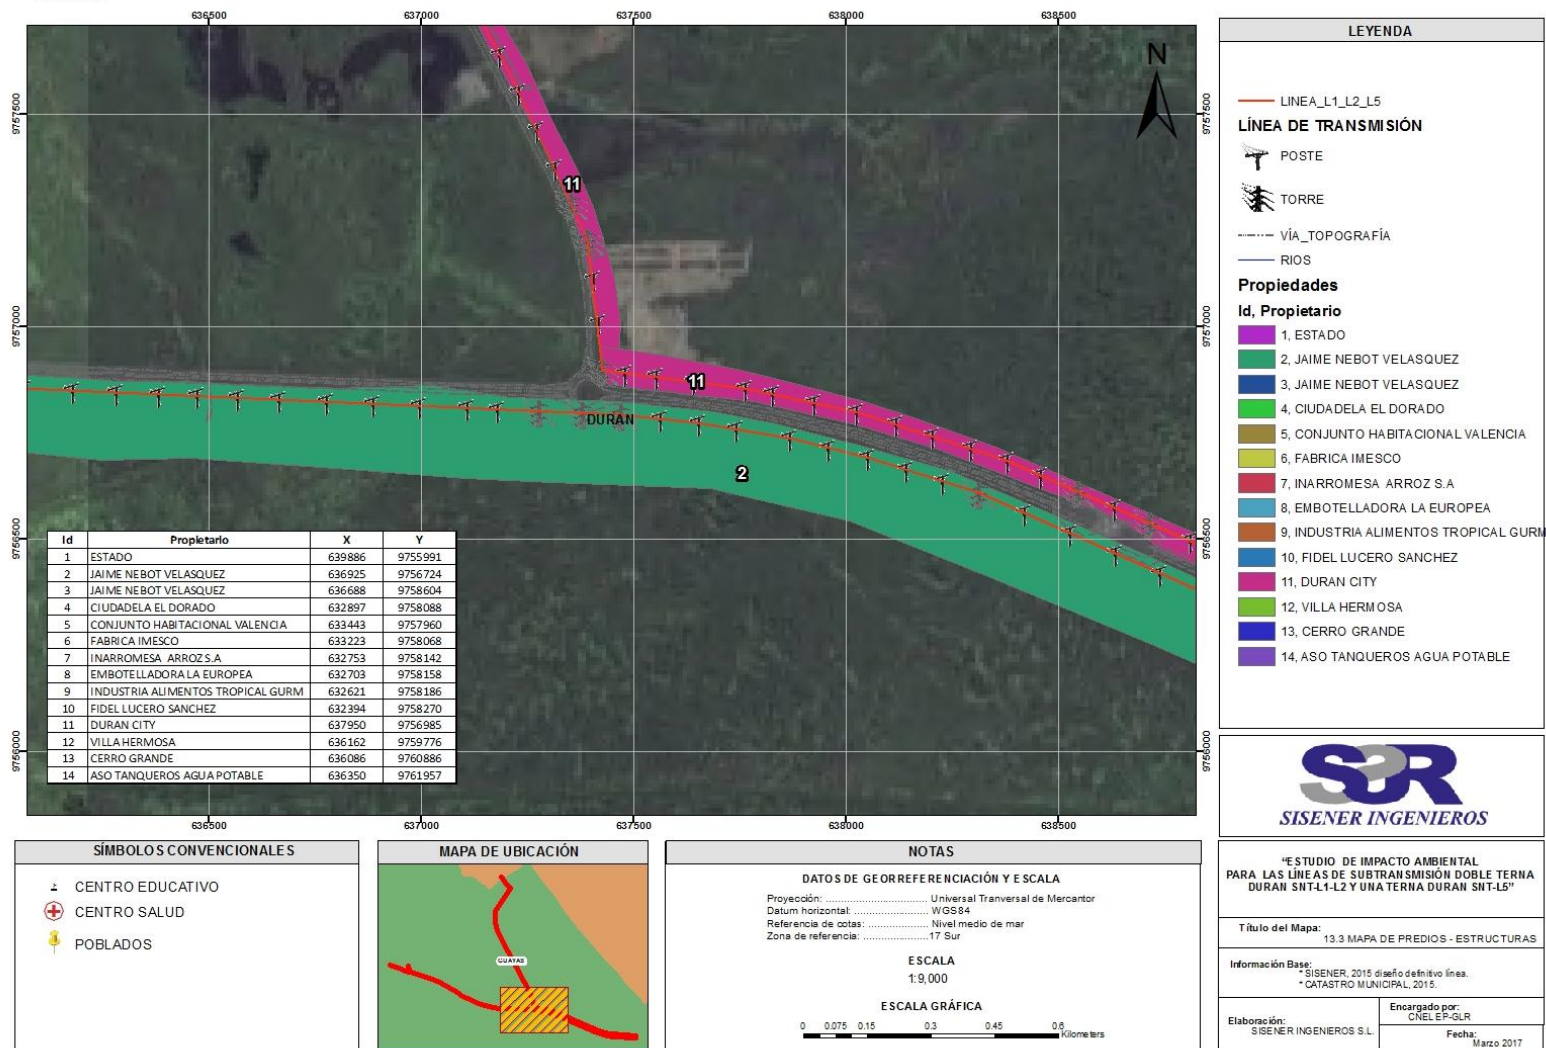 636500 637000 637500 638000 638500
9757500 9757500
9757000 9757000
9756500 9756500
9756000 9756000
636500 637000 637500 638000 638500
N
11
11
DURAN
2
Id Propietario X Y
1 ESTADO 639886 9755991
2 JAIME NEBOT VELASQUEZ 636925 9756724
3 JAIME NEBOT VELASQUEZ 636688 9758604
4 CIUDADELA EL DORADO 632897 9758088
5 CONJUNTO HABITACIONAL VALENCIA 633443 9757960
6 FABRICA IMESCO 633223 9758068
7 INARROMESA ARROZ S.A 632753 9758142
8 EMBOTELLADORA LA EUROPEA 632703 9758158
9 INDUSTRIA ALIMENTOS TROPICAL GURM 632621 9758186
10 FIDEL LUCERO SANCHEZ 632394 9758270
11 DURAN CITY 637950 9756985
12 VILLA HERMOSA 636162 9759776
13 CERRO GRANDE 636086 9760886
14 ASO TANQUEROS AGUA POTABLE 636350 9761957
LEYENDA
LINEA_L1_L2_L5
LÍNEA DE TRANSMISIÓN
POSTE
TORRE
VÍA_TOPOGRAFÍA
RIOS
Propiedades
Id, Propietario
1, ESTADO
2, JAIME NEBOT VELASQUEZ
3, JAIME NEBOT VELASQUEZ
4, CIUDADELA EL DORADO
5, CONJUNTO HABITACIONAL VALENCIA
6, FABRICA IMESCO
7, INARROMESA ARROZ S.A
8, EMBOTELLADORA LA EUROPEA
9, INDUSTRIA ALIMENTOS TROPICAL GURM
10, FIDEL LUCERO SANCHEZ
11, DURAN CITY
12, VILLA HERMOSA
13, CERRO GRANDE
14, ASO TANQUEROS AGUA POTABLE
SISENER INGENIEROS
SÍMBOLOS CONVENCIONALES
CENTRO EDUCATIVO
CENTRO SALUD
POBLADOS
MAPA DE UBICACIÓN
GUAYAS
NOTAS
DATOS DE GEORREFERENCIACIÓN Y ESCALA
Proyección: ........................ Universal Tranversal de Mercantor
Datum horizontal: ................. WGS84
Referencia de cotas: ............. Nivel medio de mar
Zona de referencia: ...............17 Sur
ESCALA
1:9,000
ESCALA GRÁFICA
0 0.075 0.15 0.3 0.45 0.6
Kilometers
“ESTUDIO DE IMPACTO AMBIENTAL
PARA LAS LÍNEAS DE SUBTRANSMISIÓN DOBLE TERNA
DURAN SNT-L1-L2 Y UNA TERNA DURAN SNT-L5”
Título del Mapa:
13.3 MAPA DE PREDIOS - ESTRUCTURAS
Información Base:
* SISENER, 2015 diseño definitivo línea.
* CATASTRO MUNICIPAL, 2015.
Elaboración:
SISENER INGENIEROS S.L.
Encargado por:
CNEL EP-GLR
Fecha:
Marzo 2017